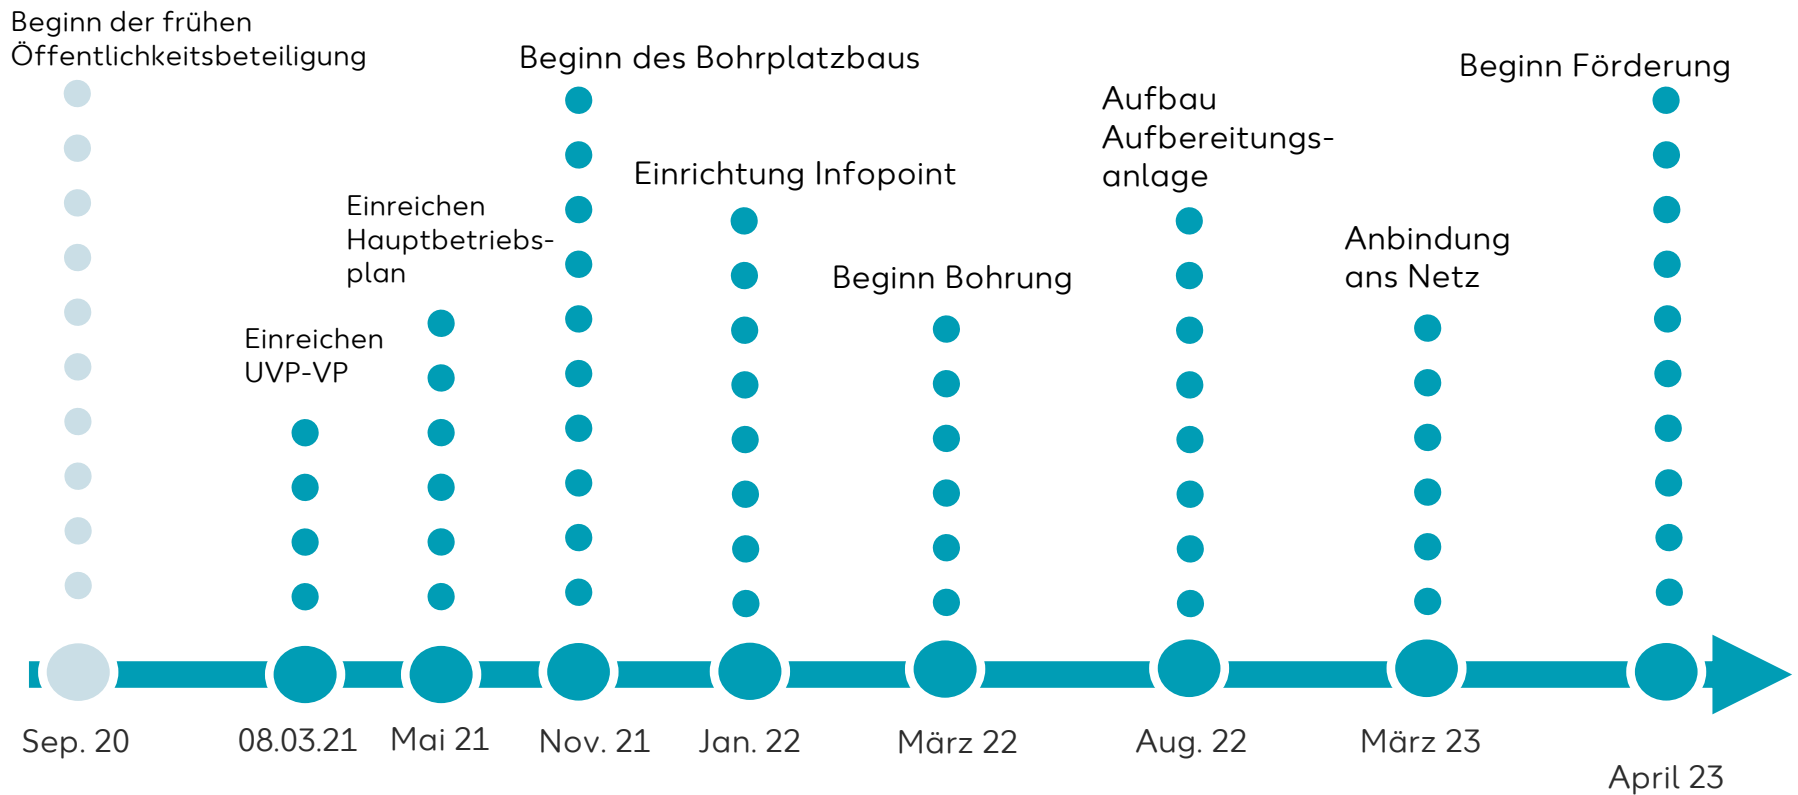 Beginn der frühen
Öffentlichkeitsbeteiligung
Einreichen
UVP-VP
Einreichen
Hauptbetriebs-
plan
Beginn des Bohrplatzbaus
Einrichtung Infopoint
Beginn Bohrung
Aufbau
Aufbereitungs-
anlage
Anbindung
ans Netz
Beginn Förderung
Sep. 20
08.03.21
Mai 21
Nov. 21
Jan. 22
März 22
Aug. 22
März 23
April 23